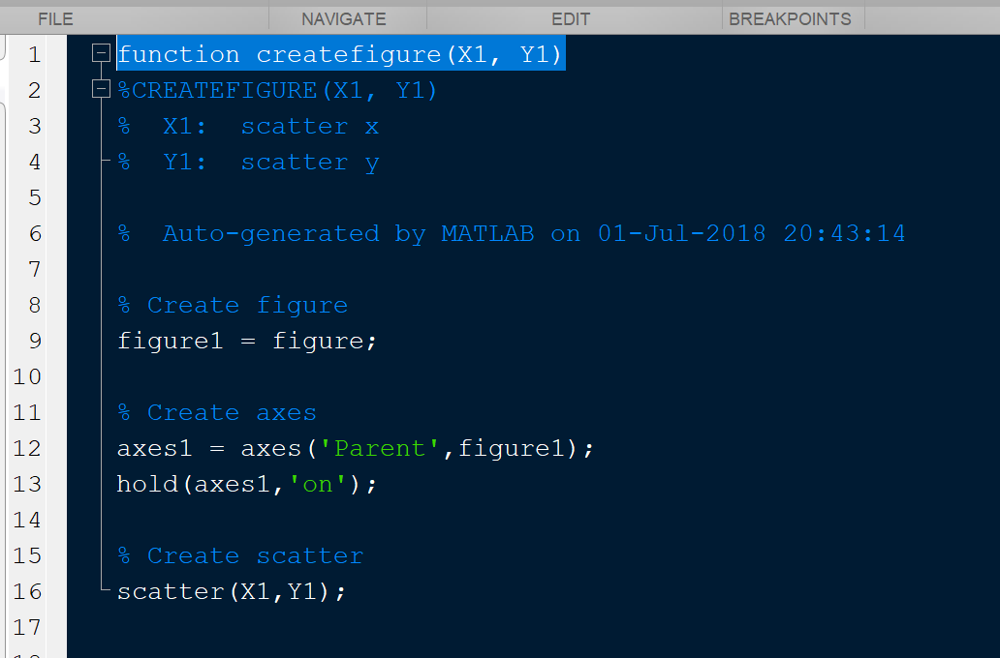 FILE NAVIGATE EDIT BREAKPOINTS
1 function createfigure(X1, Y1)
2 %CREATEFIGURE(X1, Y1)
3 %  X1:  scatter x
4 %  Y1:  scatter y
5
6 %  Auto-generated by MATLAB on 01-Jul-2018 20:43:14
7
8 % Create figure
9 figure1 = figure;
10
11 % Create axes
12 axes1 = axes('Parent',figure1);
13 hold(axes1,'on');
14
15 % Create scatter
16 scatter(X1,Y1);
17